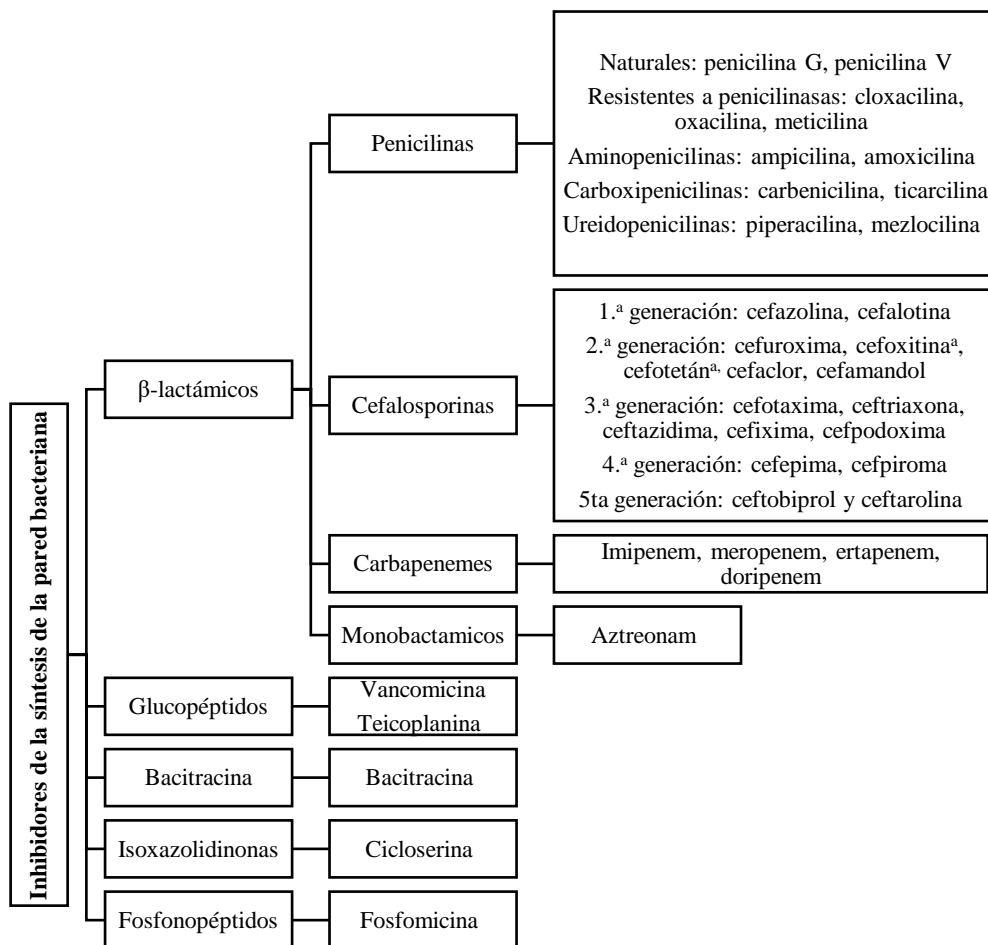 Inhibidores de la síntesis de la pared bacteriana
β-lactámicos
Penicilinas
Naturales: penicilina G, penicilina V
Resistentes a penicilinasas: cloxacilina,
oxacilina, meticilina
Aminopenicilinas: ampicilina, amoxicilina
Carboxipenicilinas: carbenicilina, ticarcilina
Ureidopenicilinas: piperacilina, mezlocilina
Cefalosporinas
1.ª generación: cefazolina, cefalotina
2.ª generación: cefuroxima, cefoxitinaª,
cefotetánª, cefaclor, cefamandol
3.ª generación: cefotaxima, ceftriaxona,
ceftazidima, cefixima, cefpodoxima
4.ª generación: cefepima, cefpiroma
5ta generación: ceftobiprol y ceftarolina
Carbapenemes
Imipenem, meropenem, ertapenem,
doripenem
Monobactamicos
Aztreonam
Glucopéptidos
Vancomicina
Teicoplanina
Bacitracina
Bacitracina
Isoxazolidinonas
Cicloserina
Fosfonopéptidos
Fosfomicina